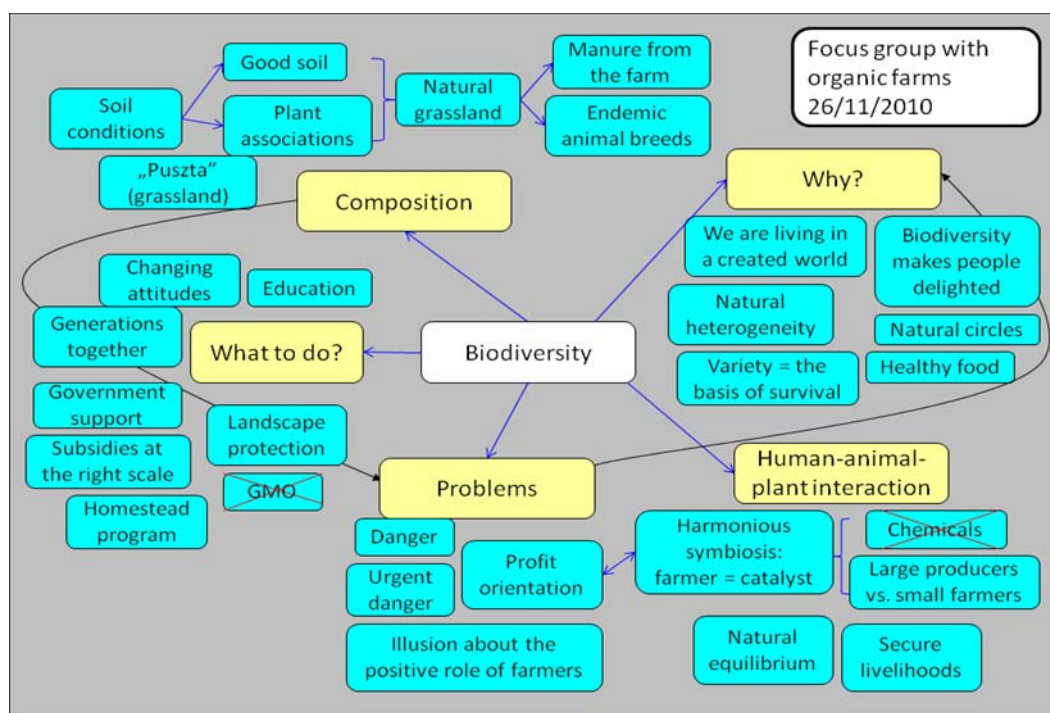 Focus group with
organic farms
26/11/2010
Good soil
Soil
conditions
Plant
associations
„Puszta”
(grassland)
Natural
grassland
Manure from
the farm
Endemic
animal breeds
Composition
Why?
We are living in
a created world
Biodiversity
makes people
delighted
Natural
heterogeneity
Natural circles
Variety = the
basis of survival
Healthy food
Changing
attitudes
Education
Generations
together
What to do?
Biodiversity
Government
support
Landscape
protection
Subsidies at
the right scale
GMO
Homestead
program
Problems
Danger
Urgent
danger
Profit
orientation
Illusion about the
positive role of farmers
Human-animal-
plant interaction
Harmonious
symbiosis:
farmer = catalyst
Chemicals
Large producers
vs. small farmers
Natural
equilibrium
Secure
livelihoods